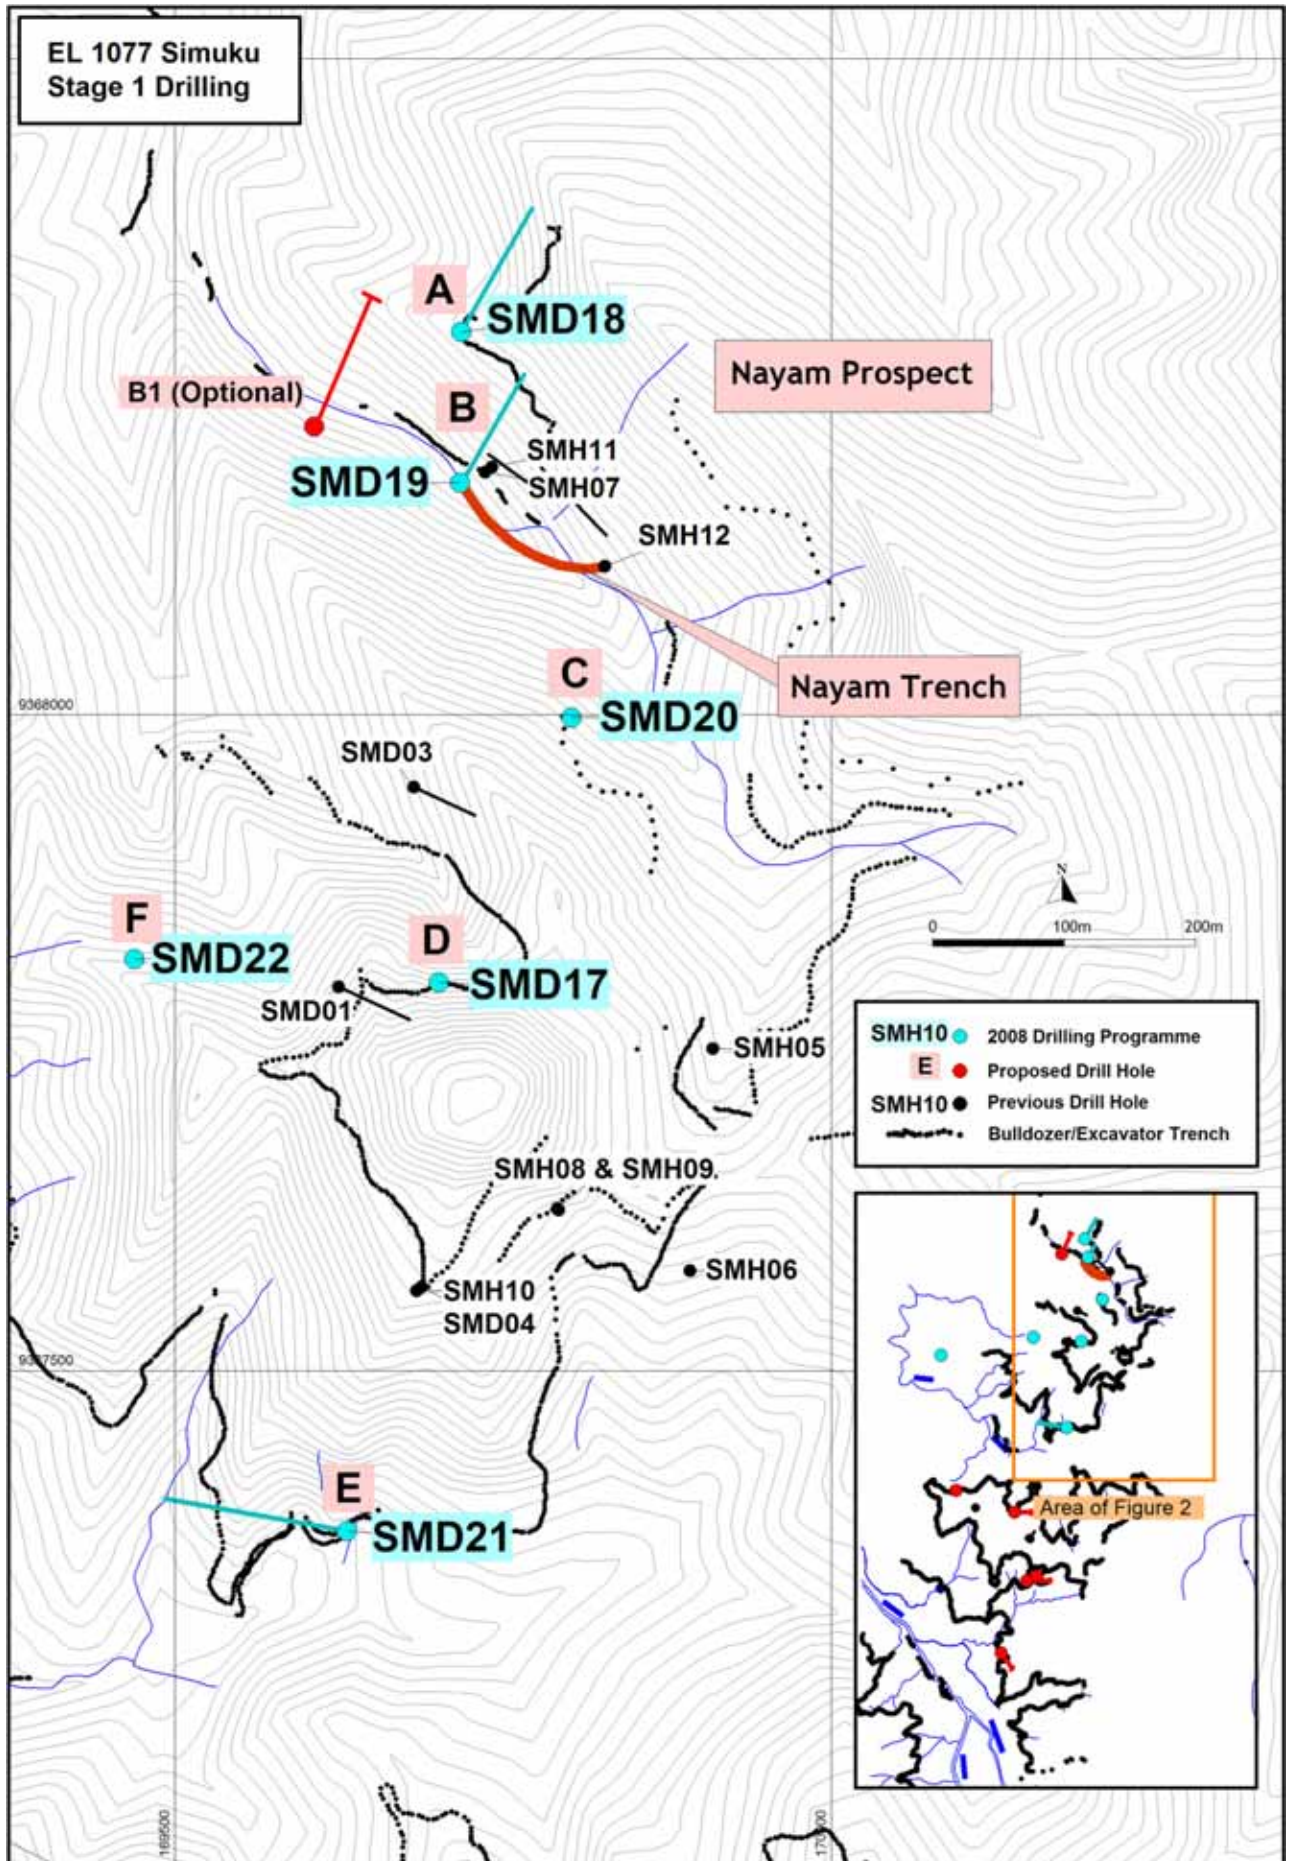 EL 1077 Simuku
Stage 1 Drilling
A
SMD18
Nayam Prospect
B1 (Optional)
B
SMH11
SMD19
SMH07
SMH12
C
Nayam Trench
9368000
SMD20
SMD03
N
F
0
100m
200m
D
SMD22
SMD17
SMD01
SMH10
2008 Drilling Programme
SMH05
E
Proposed Drill Hole
SMH10
Previous Drill Hole
Bulldozer/Excavator Trench
SMH08 & SMH09
SMH06
SMH10
SMD04
E
Area of Figure 2
SMD21
169500